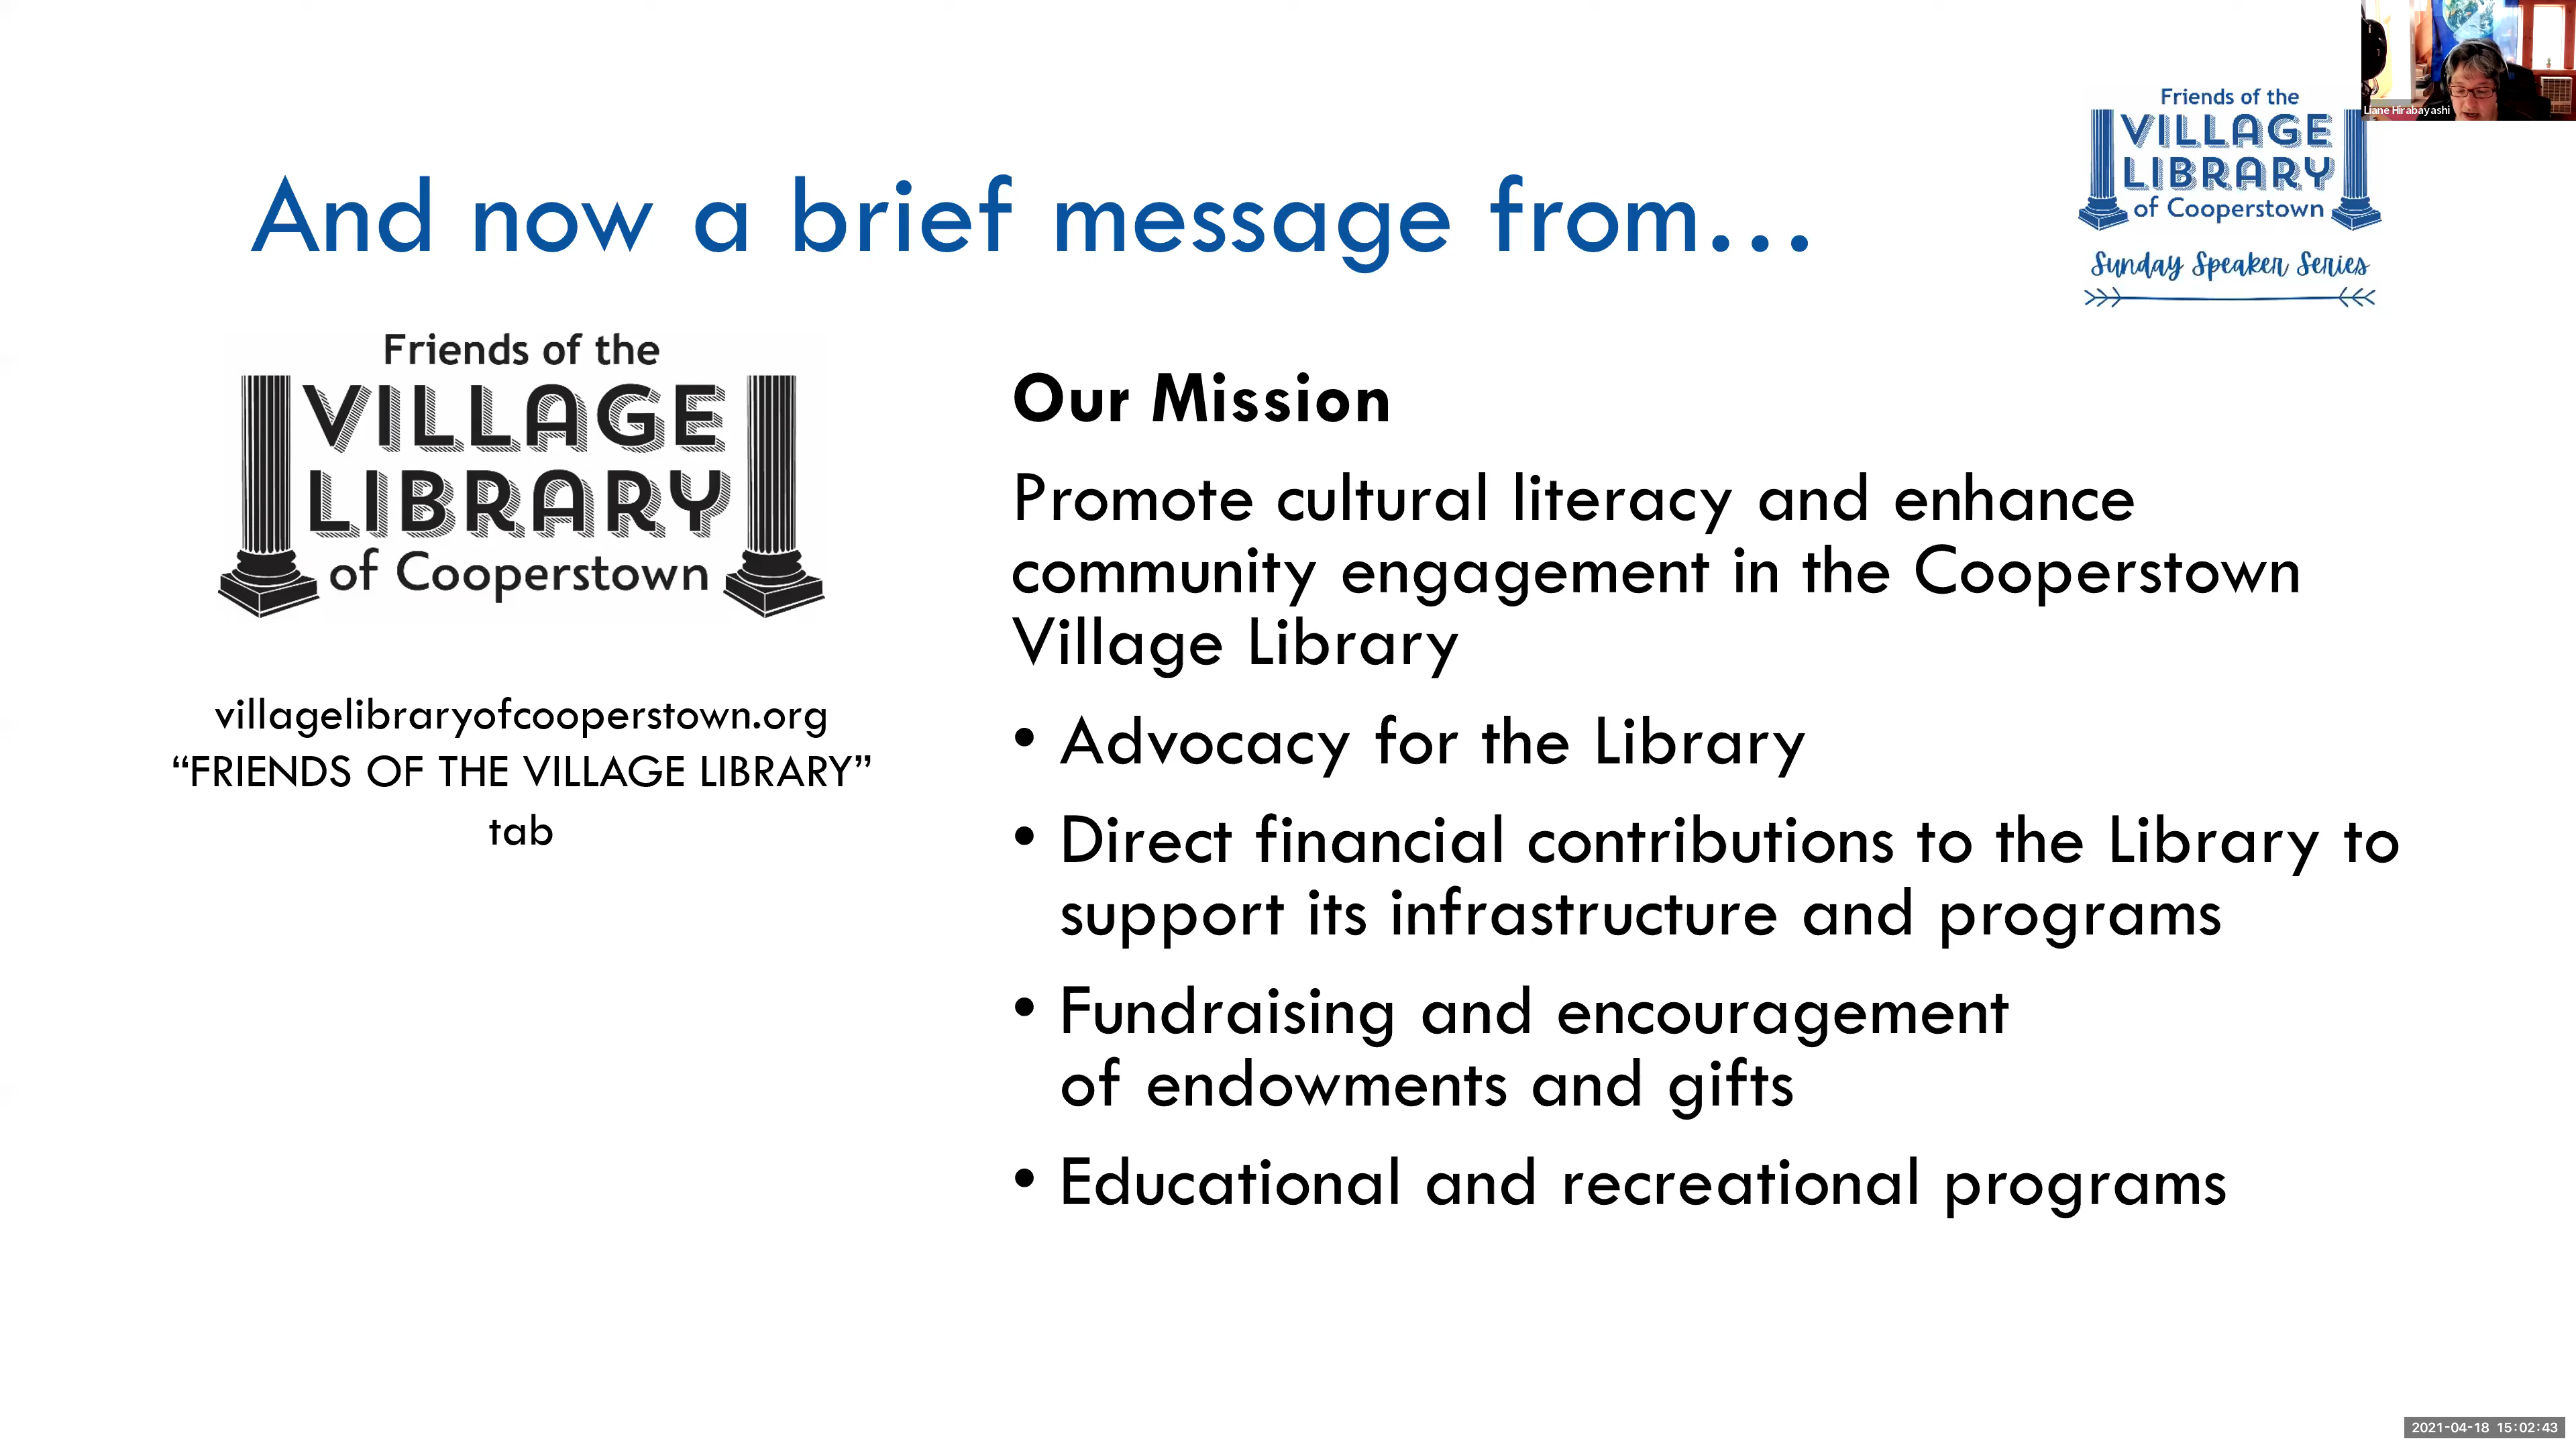 And now a brief message from...
Friends of the
VILLAGE
LIBRARY
of Cooperstown
Sunday Speaker Series
Liane Hirabayashi
Friends of the
VILLAGE
LIBRARY
of Cooperstown
villagelibraryofcooperstown.org
“FRIENDS OF THE VILLAGE LIBRARY”
tab
Our Mission
Promote cultural literacy and enhance
community engagement in the Cooperstown
Village Library
• Advocacy for the Library
• Direct financial contributions to the Library to
support its infrastructure and programs
• Fundraising and encouragement
of endowments and gifts
• Educational and recreational programs
2021-04-18 15:02:43